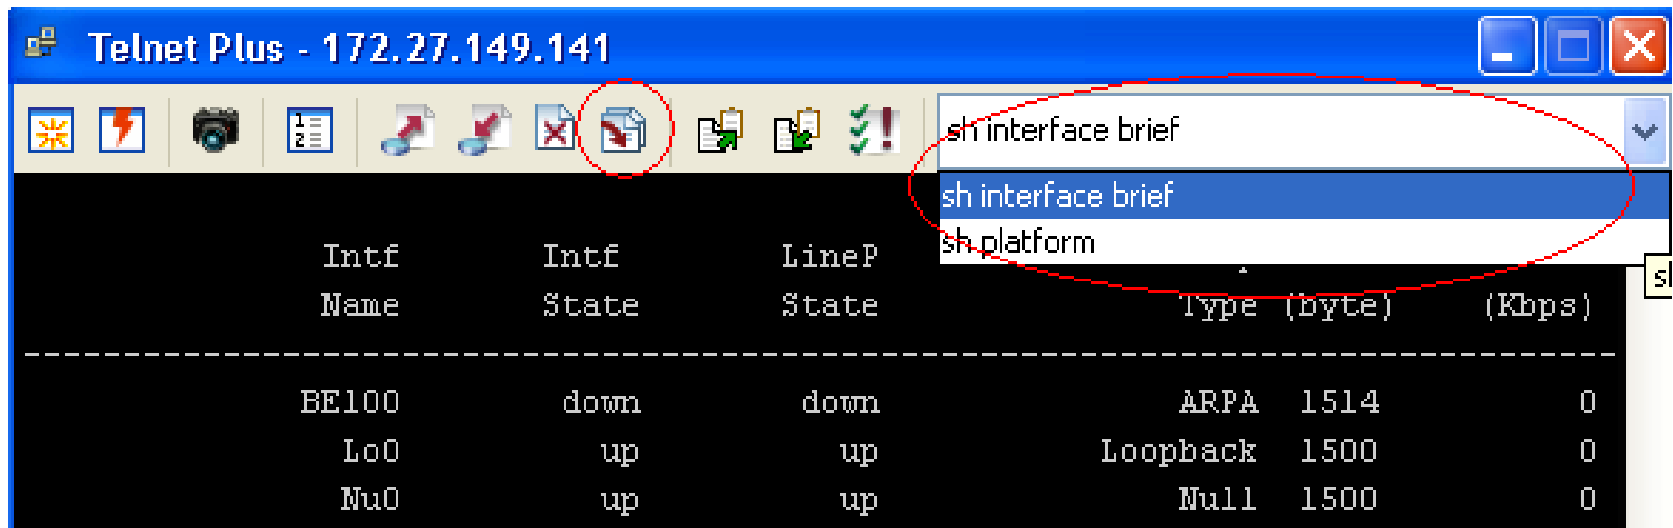 Telnet Plus - 172.27.149.141
sh interface brief
sh interface brief
sh platform
Intf Intf LineP
Name State State Type (byte) (Kbps)
--------------------------------------------------------------------------------
BE100 down down ARPA 1514 0
Lo0 up up Loopback 1500 0
Nu0 up up Null 1500 0